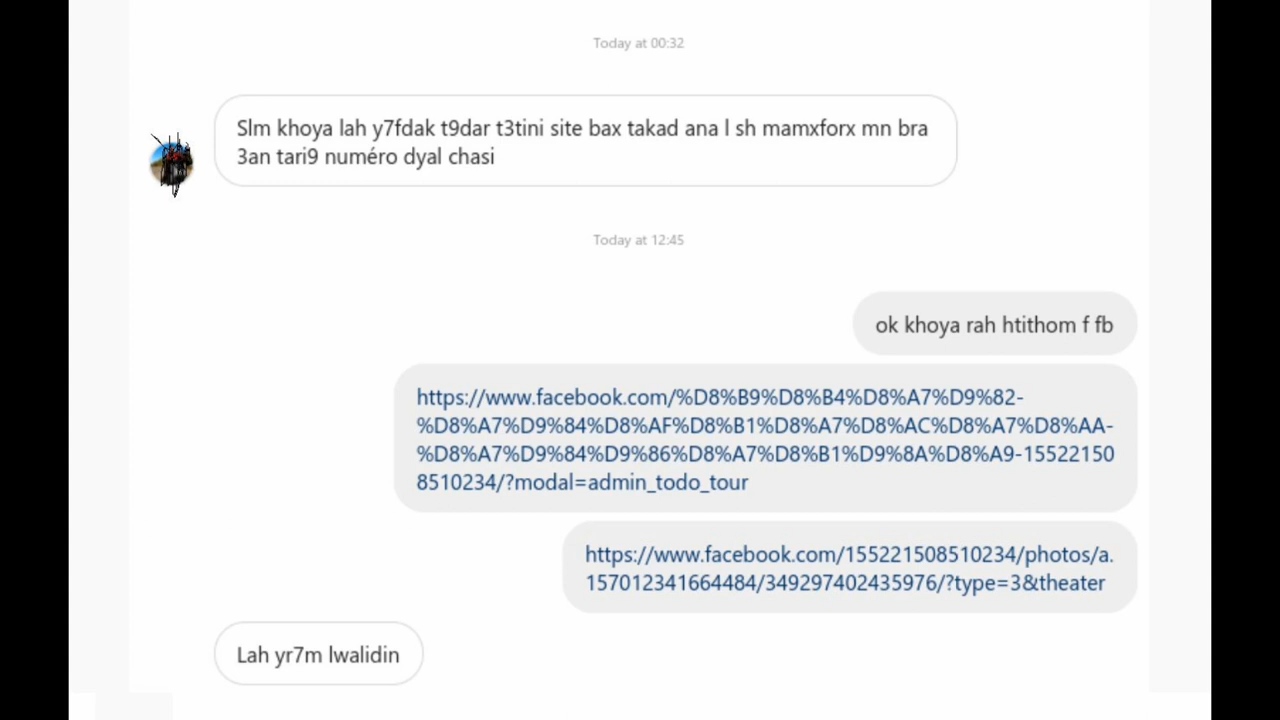 Today at 00:32
Slm khoya lah y7fdak t9dar t3tini site bax takad ana l sh mamxforx mn bra
3an tari9 numéro dyal chasi
Today at 12:45
ok khoya rah htithom f fb
https://www.facebook.com/%D8%B9%D8%B4%D8%A7%D9%82-
%D8%A7%D9%84%D8%AF%D8%B1%D8%A7%D8%AC%D8%A7%D8%AA-
%D8%A7%D9%84%D9%86%D8%A7%D8%B1%D9%8A%D8%A9-15522150
8510234/?modal=admin_todo_tour
https://www.facebook.com/155221508510234/photos/a.
157012341664484/349297402435976/?type=3&theater
Lah yr7m lwalidin